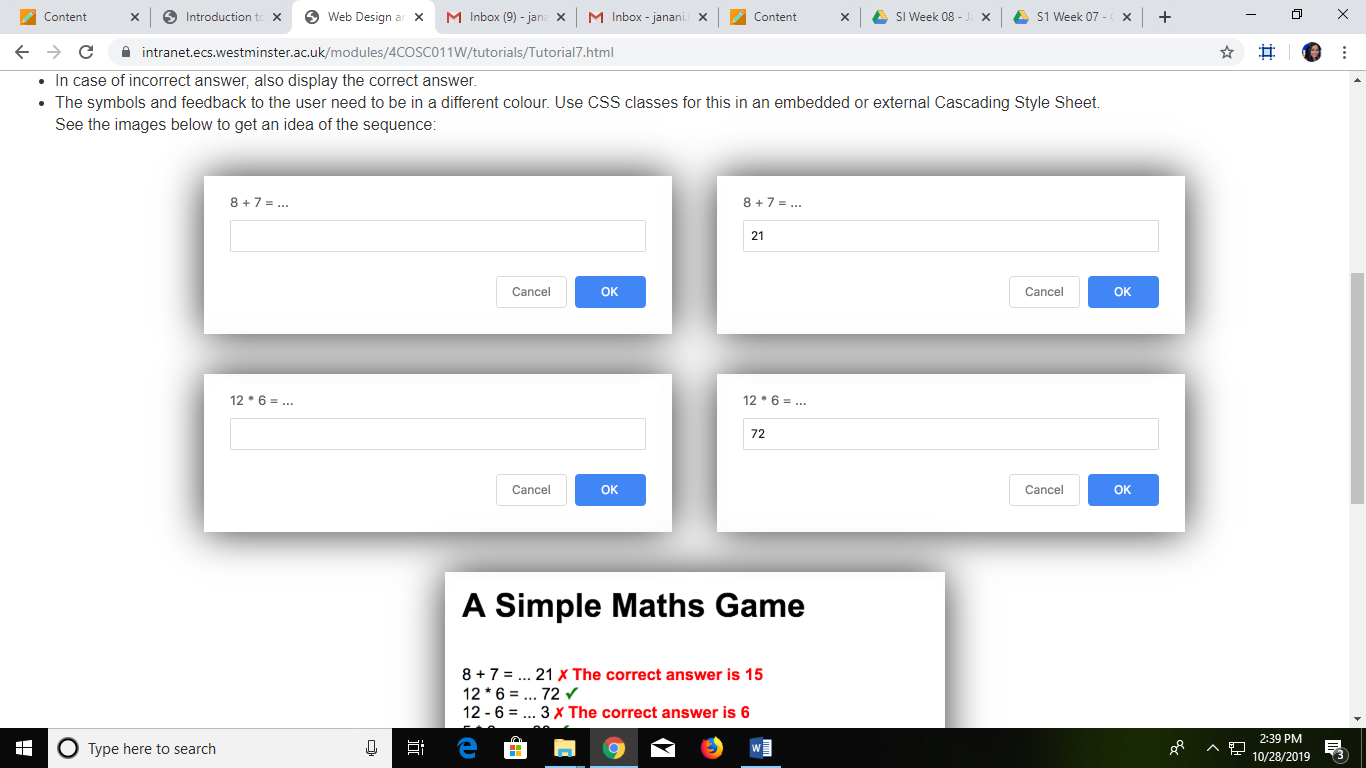 Content
Introduction to
Web Design a
Inbox (9) - jana
Inbox - janani.
Content
SI Week 08 - J
S1 Week 07 -
intranet.ecs.westminster.ac.uk/modules/4COSC011W/tutorials/Tutorial7.html
• In case of incorrect answer, also display the correct answer.
• The symbols and feedback to the user need to be in a different colour. Use CSS classes for this in an embedded or external Cascading Style Sheet.
See the images below to get an idea of the sequence:
8 + 7 = ...
Cancel OK
8 + 7 = ...
21
Cancel OK
12 * 6 = ...
Cancel OK
12 * 6 = ...
72
Cancel OK
A Simple Maths Game
8 + 7 = ... 21 ✗ The correct answer is 15
12 * 6 = ... 72 ✓
12 - 6 = ... 3 ✗ The correct answer is 6
Type here to search
2:39 PM
10/28/2019
3